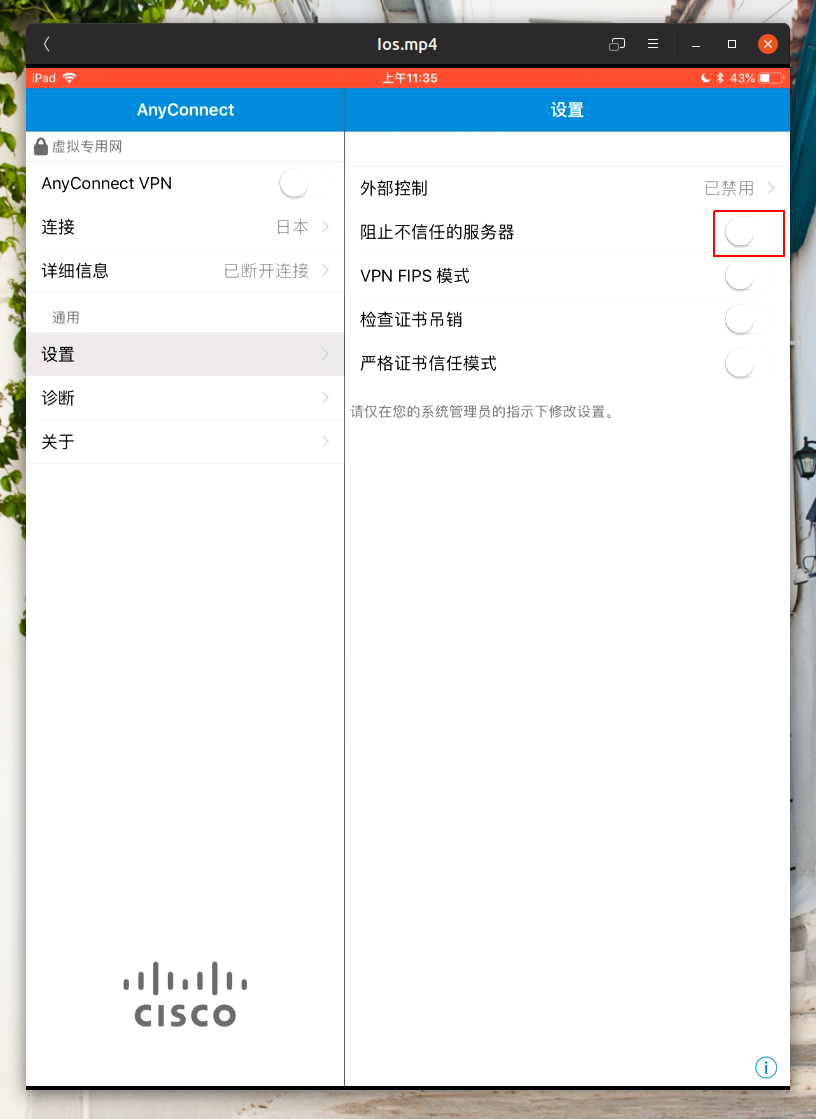 Ios.mp4
iPad
上午11:35
43%
AnyConnect
设置
虚拟专用网
AnyConnect VPN
连接
日本
详细信息
已断开连接
通用
设置
诊断
关于
外部控制
已禁用
阻止不信任的服务器
VPN FIPS 模式
检查证书吊销
严格证书信任模式
请仅在您的系统管理员的指示下修改设置。
CISCO